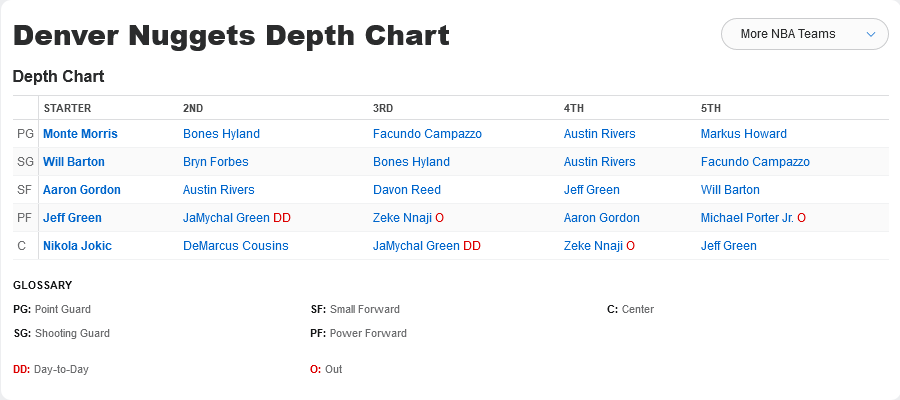 Denver Nuggets Depth Chart
More NBA Teams
Depth Chart
STARTER 2ND 3RD 4TH 5TH
PG Monte Morris Bones Hyland Facundo Campazzo Austin Rivers Markus Howard
SG Will Barton Bryn Forbes Bones Hyland Austin Rivers Facundo Campazzo
SF Aaron Gordon Austin Rivers Davon Reed Jeff Green Will Barton
PF Jeff Green JaMychal Green DD Zeke Nnaji O Aaron Gordon Michael Porter Jr. O
C Nikola Jokic DeMarcus Cousins JaMychal Green DD Zeke Nnaji O Jeff Green
GLOSSARY
PG: Point Guard SF: Small Forward C: Center
SG: Shooting Guard PF: Power Forward
DD: Day-to-Day O: Out